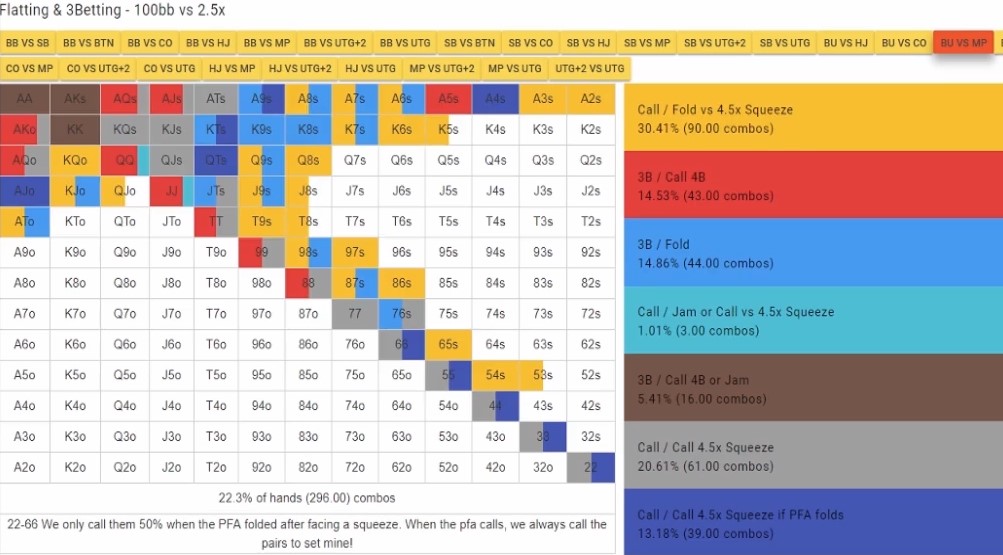 Flatting & 3Betting - 100bb vs 2.5x
BB VS SB BB VS BTN BB VS CO BB VS HJ BB VS MP BB VS UTG+2 BB VS UTG SB VS BTN SB VS CO SB VS HJ SB VS MP SB VS UTG+2 SB VS UTG BU VS HJ BU VS CO BU VS MP
CO VS MP CO VS UTG+2 CO VS UTG HJ VS MP HJ VS UTG+2 HJ VS UTG MP VS UTG+2 MP VS UTG UTG+2 VS UTG
AA AKs AQs AJs ATs A9s A8s A7s A6s A5s A4s A3s A2s
AKo KK KQs KJs KTs K9s K8s K7s K6s K5s K4s K3s K2s
AQo KQo QQ QJs QTs Q9s Q8s Q7s Q6s Q5s Q4s Q3s Q2s
AJo KJo QJo JJ JTs J9s J8s J7s J6s J5s J4s J3s J2s
ATo KTo QTo JTo TT T9s T8s T7s T6s T5s T4s T3s T2s
A9o K9o Q9o J9o T9o 99 98s 97s 96s 95s 94s 93s 92s
A8o K8o Q8o J8o T8o 98o 88 87s 86s 85s 84s 83s 82s
A7o K7o Q7o J7o T7o 97o 87o 77 76s 75s 74s 73s 72s
A6o K6o Q6o J6o T6o 96o 86o 76o 66 65s 64s 63s 62s
A5o K5o Q5o J5o T5o 95o 85o 75o 65o 55 54s 53s 52s
A4o K4o Q4o J4o T4o 94o 84o 74o 64o 54o 44 43s 42s
A3o K3o Q3o J3o T3o 93o 83o 73o 63o 53o 43o 33 32s
A2o K2o Q2o J2o T2o 92o 82o 72o 62o 52o 42o 32o 22
22.3% of hands (296.00) combos
22-66 We only call them 50% when the PFA folded after facing a squeeze. When the pfa calls, we always call the
pairs to set mine!
Call / Fold vs 4.5x Squeeze
30.41% (90.00 combos)
3B / Call 4B
14.53% (43.00 combos)
3B / Fold
14.86% (44.00 combos)
Call / Jam or Call vs 4.5x Squeeze
1.01% (3.00 combos)
3B / Call 4B or Jam
5.41% (16.00 combos)
Call / Call 4.5x Squeeze
20.61% (61.00 combos)
Call / Call 4.5x Squeeze if PFA folds
13.18% (39.00 combos)